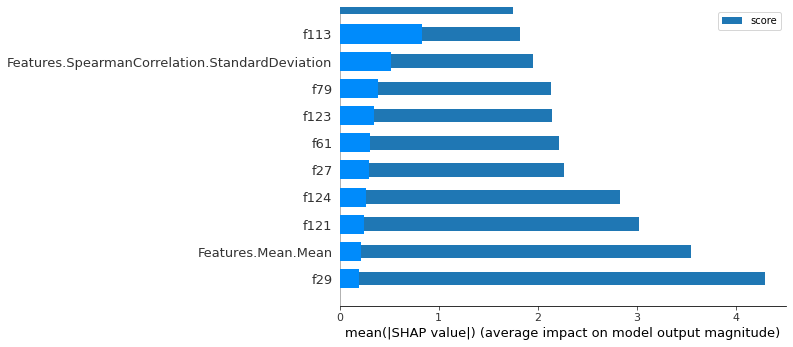 score
f113
Features.SpearmanCorrelation.StandardDeviation
f79
f123
f61
f27
f124
f121
Features.Mean.Mean
f29
0 1 2 3 4
mean(|SHAP value|) (average impact on model output magnitude)